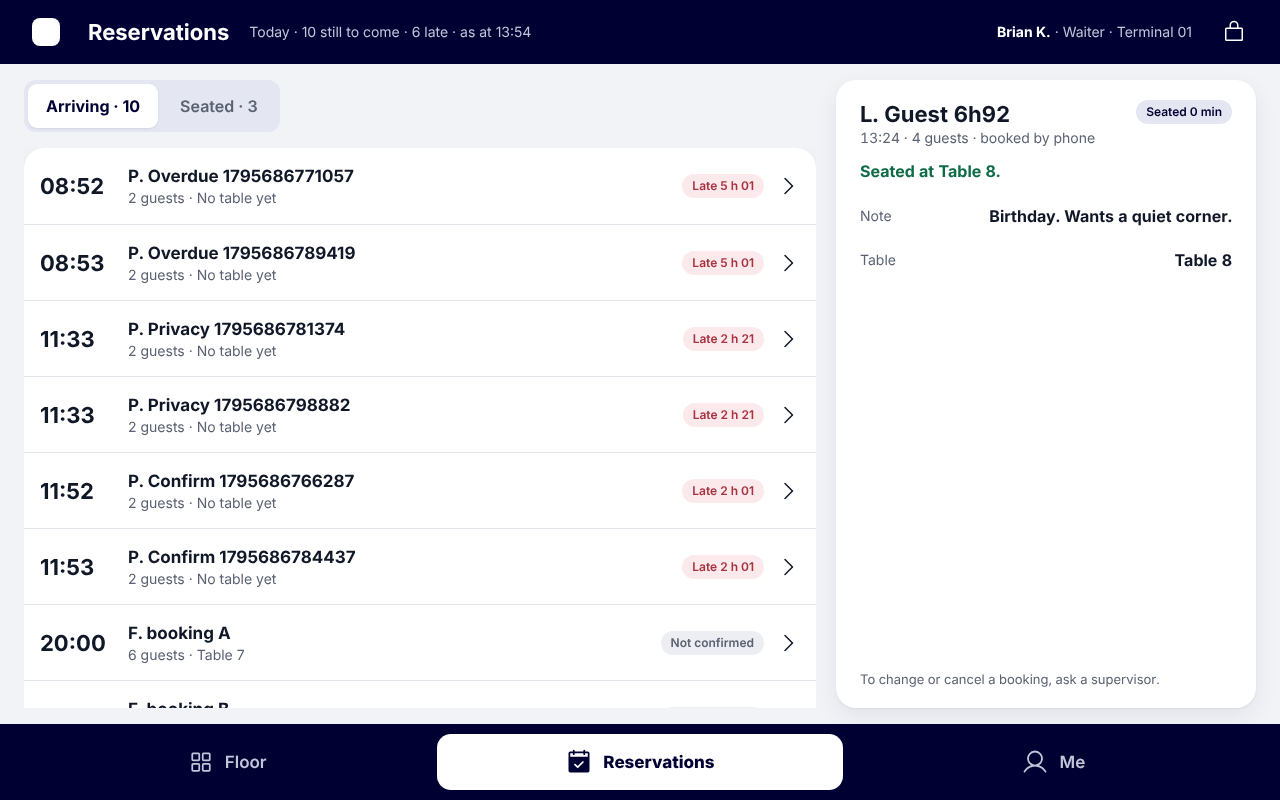 Reservations
Today · 10 still to come · 6 late · as at 13:54
Brian K. · Waiter · Terminal 01
Arriving · 10
Seated · 3
08:52
P. Overdue 1795686771057
2 guests · No table yet
Late 5 h 01
08:53
P. Overdue 1795686789419
2 guests · No table yet
Late 5 h 01
11:33
P. Privacy 1795686781374
2 guests · No table yet
Late 2 h 21
11:33
P. Privacy 1795686798882
2 guests · No table yet
Late 2 h 21
11:52
P. Confirm 1795686766287
2 guests · No table yet
Late 2 h 01
11:53
P. Confirm 1795686784437
2 guests · No table yet
Late 2 h 01
20:00
F. booking A
6 guests · Table 7
Not confirmed
F. booking B
L. Guest 6h92
Seated 0 min
13:24 · 4 guests · booked by phone
Seated at Table 8.
Note
Birthday. Wants a quiet corner.
Table
Table 8
To change or cancel a booking, ask a supervisor.
Floor
Reservations
Me